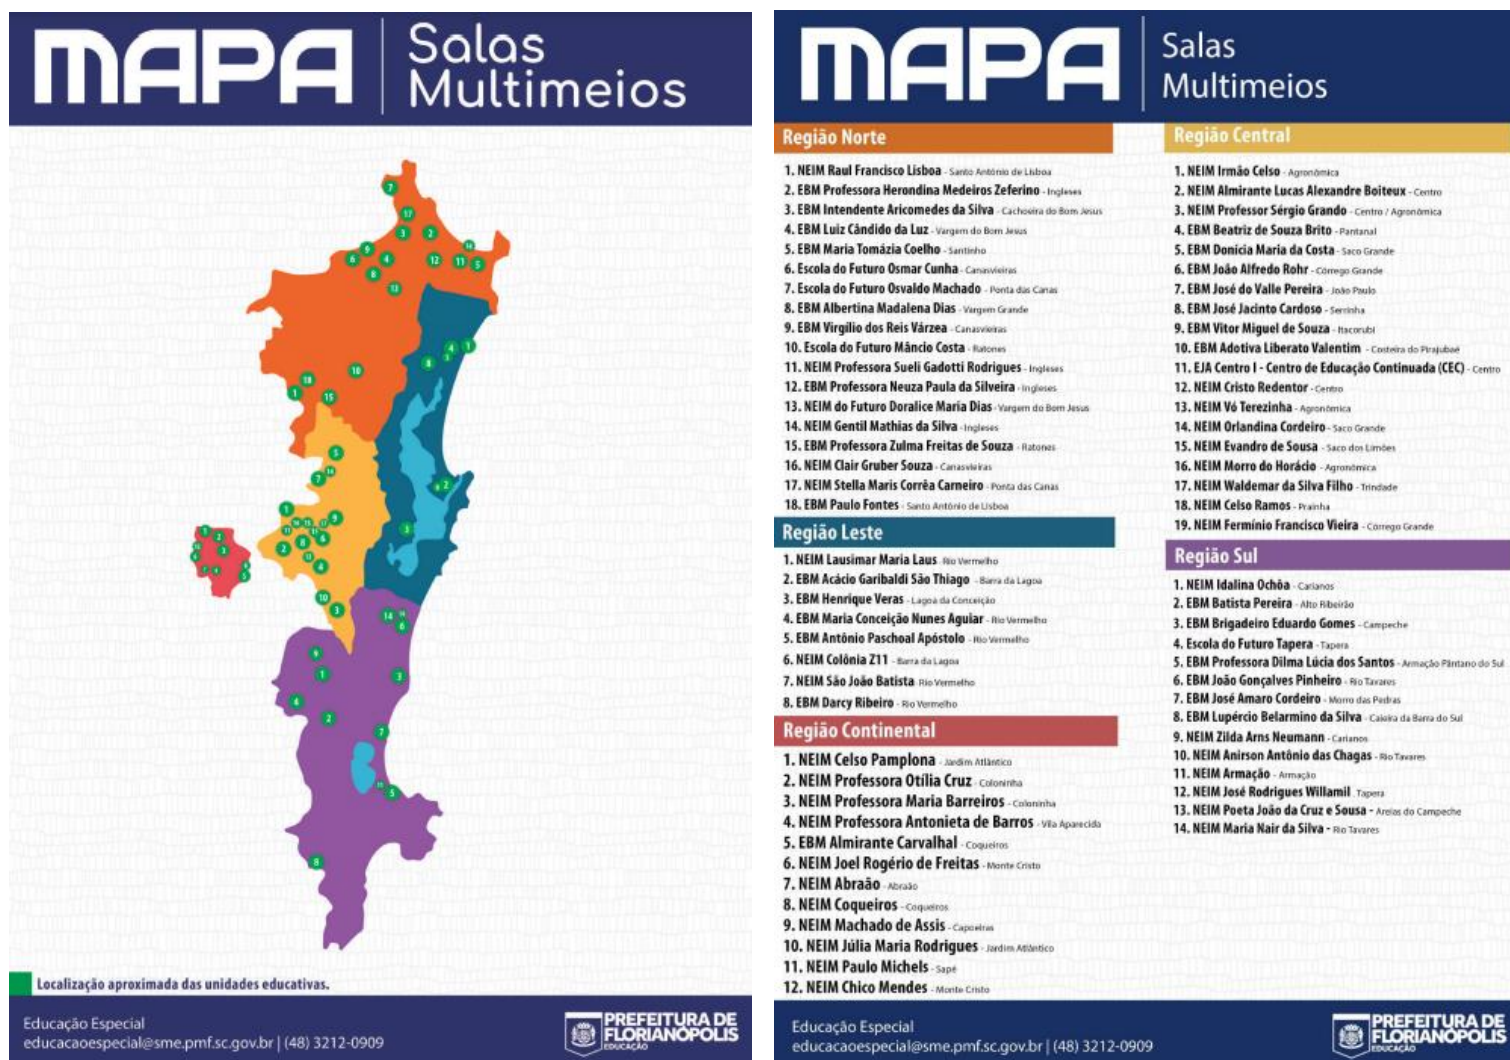 MAPA
Salas
Multimeios
Localização aproximada das unidades educativas.
Educação Especial
educacaoespecial@sme.pmf.sc.gov.br | (48) 3212-0909
PREFEITURA DE
FLORIANÓPOLIS
EDUCAÇÃO
MAPA
Salas
Multimeios
Região Norte
1. NEIM Raul Francisco Lisboa - Santo Antônio de Lisboa
2. EBM Professora Herondina Medeiros Zeferino - Ingleses
3. EBM Intendente Aricomedes da Silva - Cachoeira do Bom Jesus
4. EBM Luiz Cândido da Luz - Vargem do Bom Jesus
5. EBM Maria Tomázia Coelho - Santinho
6. Escola do Futuro Osmar Cunha - Canasvieiras
7. Escola do Futuro Osvaldo Machado - Ponta das Canas
8. EBM Albertina Madalena Dias - Vargem Grande
9. EBM Virgílio dos Reis Várzea - Canasvieiras
10. Escola do Futuro Mâncio Costa - Ratones
11. NEIM Professora Sueli Gadotti Rodrigues - Ingleses
12. EBM Professora Neuza Paula da Silveira - Ingleses
13. NEIM do Futuro Doralice Maria Dias - Vargem do Bom Jesus
14. NEIM Gentil Mathias da Silva - Ingleses
15. EBM Professora Zulma Freitas de Souza - Ratones
16. NEIM Clair Gruber Souza - Canasvieiras
17. NEIM Stella Maris Corrêa Carneiro - Ponta das Canas
18. EBM Paulo Fontes - Santo Antônio de Lisboa
Região Leste
1. NEIM Lausimar Maria Laus - Rio Vermelho
2. EBM Acácio Garibaldi São Thiago - Barra da Lagoa
3. EBM Henrique Veras - Lagoa da Conceição
4. EBM Maria Conceição Nunes Aguiar - Rio Vermelho
5. EBM Antônio Paschoal Apóstolo - Rio Vermelho
6. NEIM Colônia Z11 - Barra da Lagoa
7. NEIM São João Batista Rio Vermelho
8. EBM Darcy Ribeiro - Rio Vermelho
Região Continental
1. NEIM Celso Pamplona - Jardim Atlântico
2. NEIM Professora Otília Cruz - Coloninha
3. NEIM Professora Maria Barreiros - Coloninha
4. NEIM Professora Antonieta de Barros - Vila Aparecida
5. EBM Almirante Carvalhal - Coqueiros
6. NEIM Joel Rogério de Freitas - Monte Cristo
7. NEIM Abraão - Abraão
8. NEIM Coqueiros - Coqueiros
9. NEIM Machado de Assis - Capoeiras
10. NEIM Júlia Maria Rodrigues - Jardim Atlântico
11. NEIM Paulo Michels - Sapé
12. NEIM Chico Mendes - Monte Cristo
Região Central
1. NEIM Irmão Celso - Agronômica
2. NEIM Almirante Lucas Alexandre Boiteux - Centro
3. NEIM Professor Sérgio Grando - Centro / Agronômica
4. EBM Beatriz de Souza Brito - Pantanal
5. EBM Donícia Maria da Costa - Saco Grande
6. EBM João Alfredo Rohr - Córrego Grande
7. EBM José do Valle Pereira - João Paulo
8. EBM José Jacinto Cardoso - Serrinha
9. EBM Vitor Miguel de Souza - Itacorubi
10. EBM Adotiva Liberato Valentim - Costeira do Pirajubaé
11. EJA Centro I - Centro de Educação Continuada (CEC) - Centro
12. NEIM Cristo Redentor - Centro
13. NEIM Vó Terezinha - Agronômica
14. NEIM Orlandina Cordeiro - Saco Grande
15. NEIM Evandro de Sousa - Saco dos Limões
16. NEIM Morro do Horácio - Agronômica
17. NEIM Waldemar da Silva Filho - Trindade
18. NEIM Celso Ramos - Prainha
19. NEIM Fermínio Francisco Vieira - Córrego Grande
Região Sul
1. NEIM Idalina Ochôa - Carianos
2. EBM Batista Pereira - Alto Ribeirão
3. EBM Brigadeiro Eduardo Gomes - Campeche
4. Escola do Futuro Tapera - Tapera
5. EBM Professora Dilma Lúcia dos Santos - Armação Pântano do Sul
6. EBM João Gonçalves Pinheiro - Rio Tavares
7. EBM José Amaro Cordeiro - Morro das Pedras
8. EBM Lupércio Belarmino da Silva - Caieira da Barra do Sul
9. NEIM Zilda Arns Neumann - Carianos
10. NEIM Anirson Antônio das Chagas - Rio Tavares
11. NEIM Armação - Armação
12. NEIM José Rodrigues Willamil Tapera
13. NEIM Poeta João da Cruz e Sousa - Areias do Campeche
14. NEIM Maria Nair da Silva - Rio Tavares
Educação Especial
educacaoespecial@sme.pmf.sc.gov.br | (48) 3212-0909
PREFEITURA DE
FLORIANÓPOLIS
EDUCAÇÃO